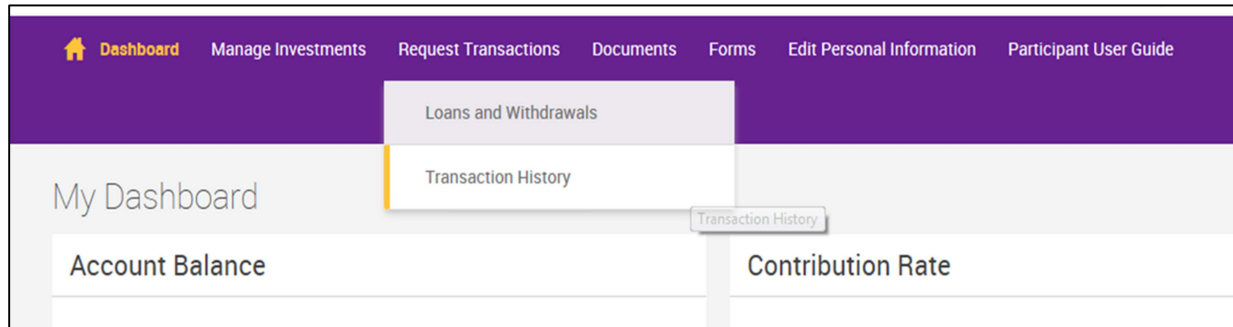 Dashboard Manage Investments Request Transactions Documents Forms Edit Personal Information Participant User Guide
Loans and Withdrawals
Transaction History
My Dashboard
Transaction History
Account Balance
Contribution Rate